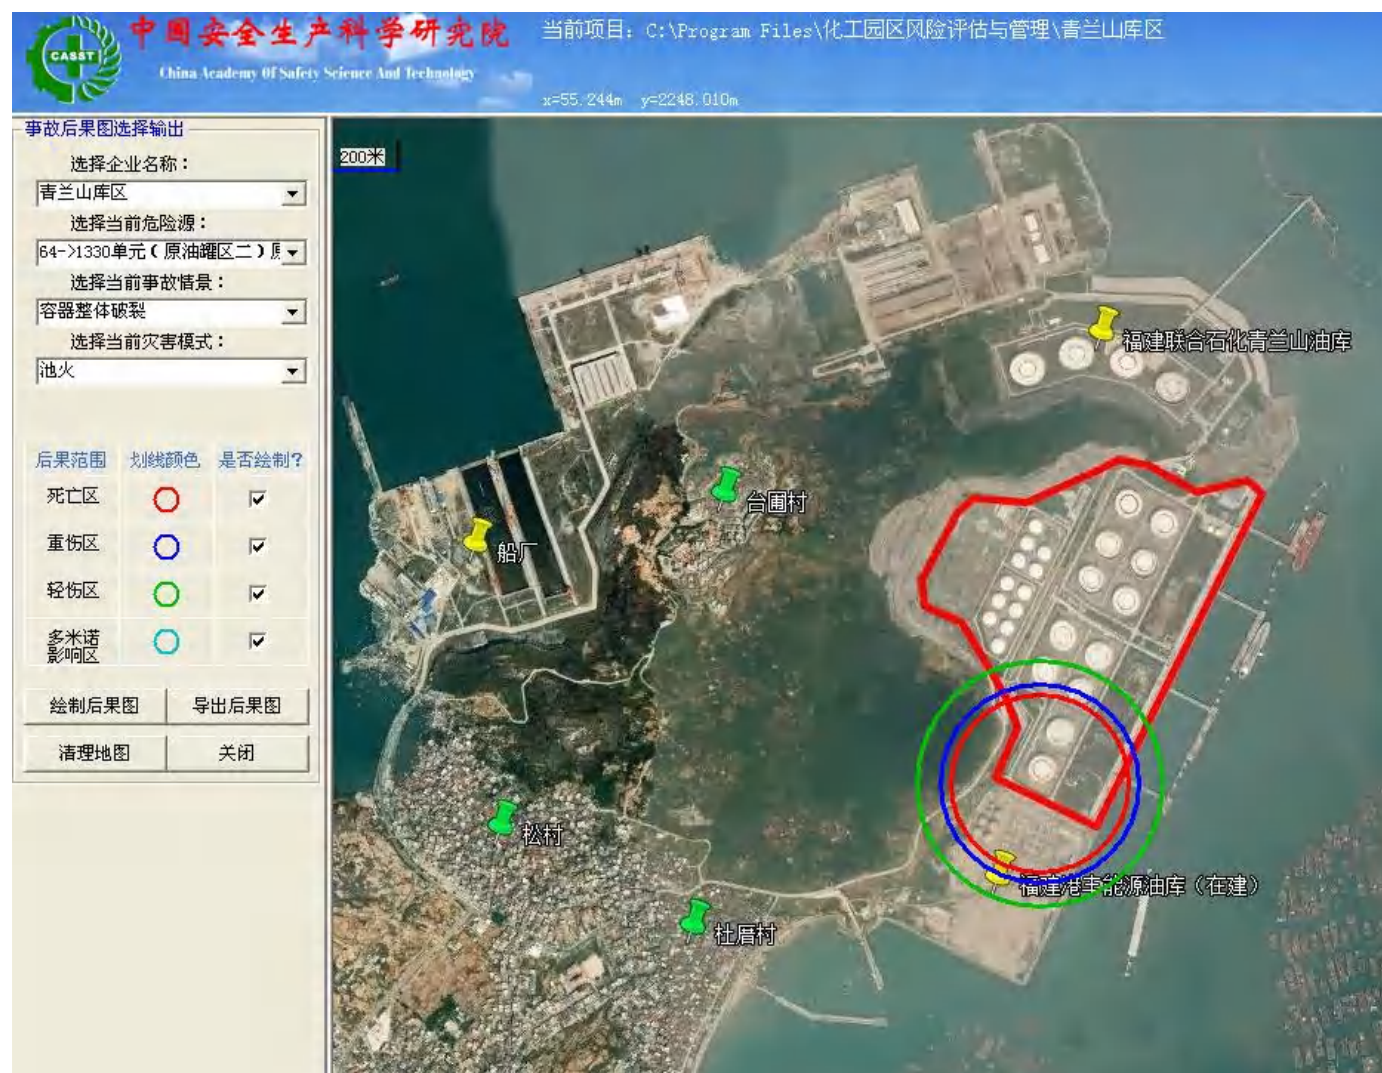 中国安全生产科学研究院
China Academy Of Safety Science And Technology
CASST
当前项目: C:\Program Files\化工园区风险评估与管理\青兰山库区
x=55.244m y=2248.010m
事故后果图选择输出
选择企业名称：
青兰山库区
选择当前危险源：
64->1330单元（原油罐区二）
选择当前事故情景：
容器整体破裂
选择当前灾害模式：
池火
后果范围 划线颜色 是否绘制？
死亡区
重伤区
轻伤区
多米诺
影响区
绘制后果图 导出后果图
清理地图 关闭
200米
福建联合石化青兰山油库
台圃村
船厂
松村
福建港丰能源油库（在建）
杜厝村